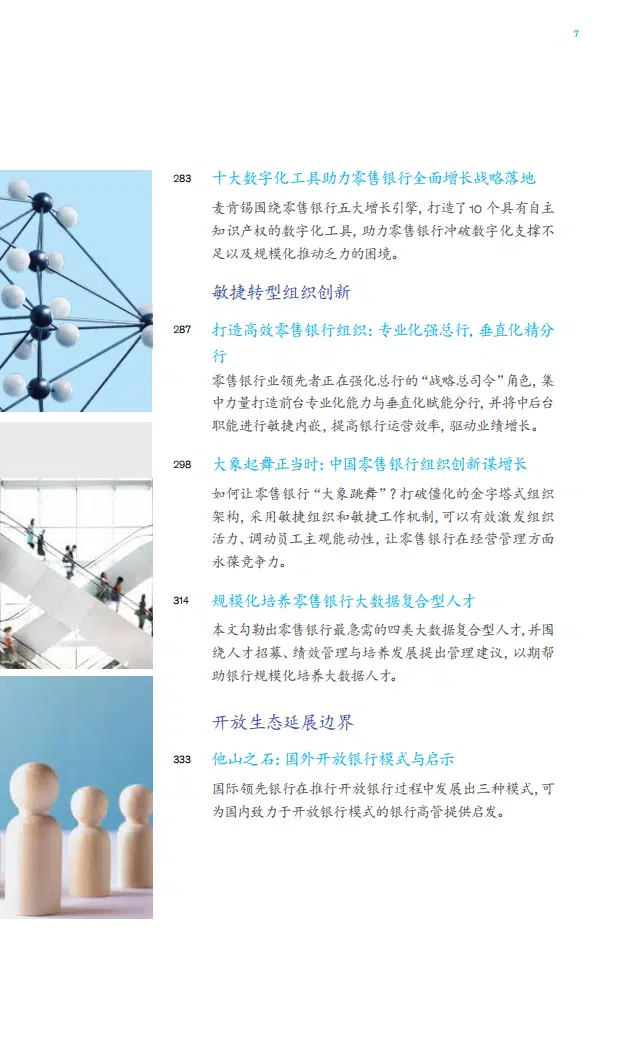 7
283 十大数字化工具助力零售银行全面增长战略落地
麦肯锡围绕零售银行五大增长引擎, 打造了10 个具有自主
知识产权的数字化工具, 助力零售银行冲破数字化支撑不
足以及规模化推动乏力的困境。
敏捷转型组织创新
287 打造高效零售银行组织: 专业化强总行, 垂直化精分
行
零售银行业领先者正在强化总行的“战略总司令”角色, 集
中力量打造前台专业化能力与垂直化赋能分行, 并将中后台
职能进行敏捷内嵌, 提高银行运营效率, 驱动业绩增长。
298 大象起舞正当时: 中国零售银行组织创新谋增长
如何让零售银行“大象跳舞”? 打破僵化的金字塔式组织
架构, 采用敏捷组织和敏捷工作机制, 可以有效激发组织
活力、调动员工主观能动性, 让零售银行在经营管理方面
永葆竞争力。
314 规模化培养零售银行大数据复合型人才
本文勾勒出零售银行最急需的四类大数据复合型人才, 并围
绕人才招募、绩效管理与培养发展提出管理建议, 以期帮
助银行规模化培养大数据人才。
开放生态延展边界
333 他山之石: 国外开放银行模式与启示
国际领先银行在推行开放银行过程中发展出三种模式, 可
为国内致力于开放银行模式的银行高管提供启发。